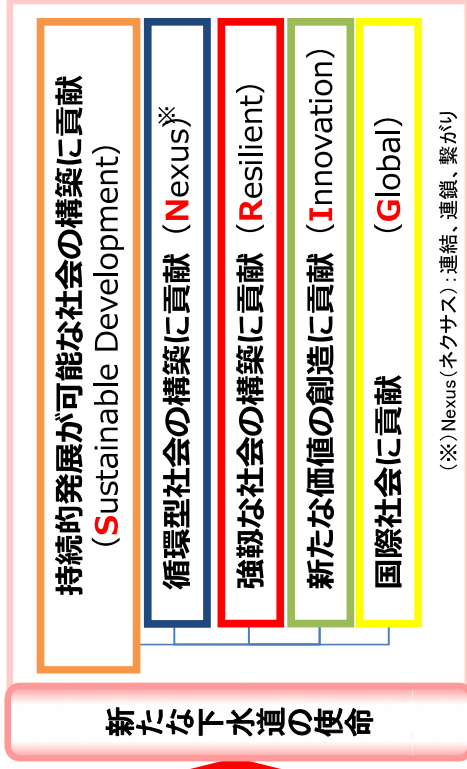 新たな下水道の使命
持続的発展が可能な社会の構築に貢献
（Sustainable Development）
循環型社会の構築に貢献（Nexus）※
強靱な社会の構築に貢献（Resilient）
新たな価値の創造に貢献（Innovation）
国際社会に貢献（Global）
（※）Nexus（ネクサス）：連結、連鎖、繋がり